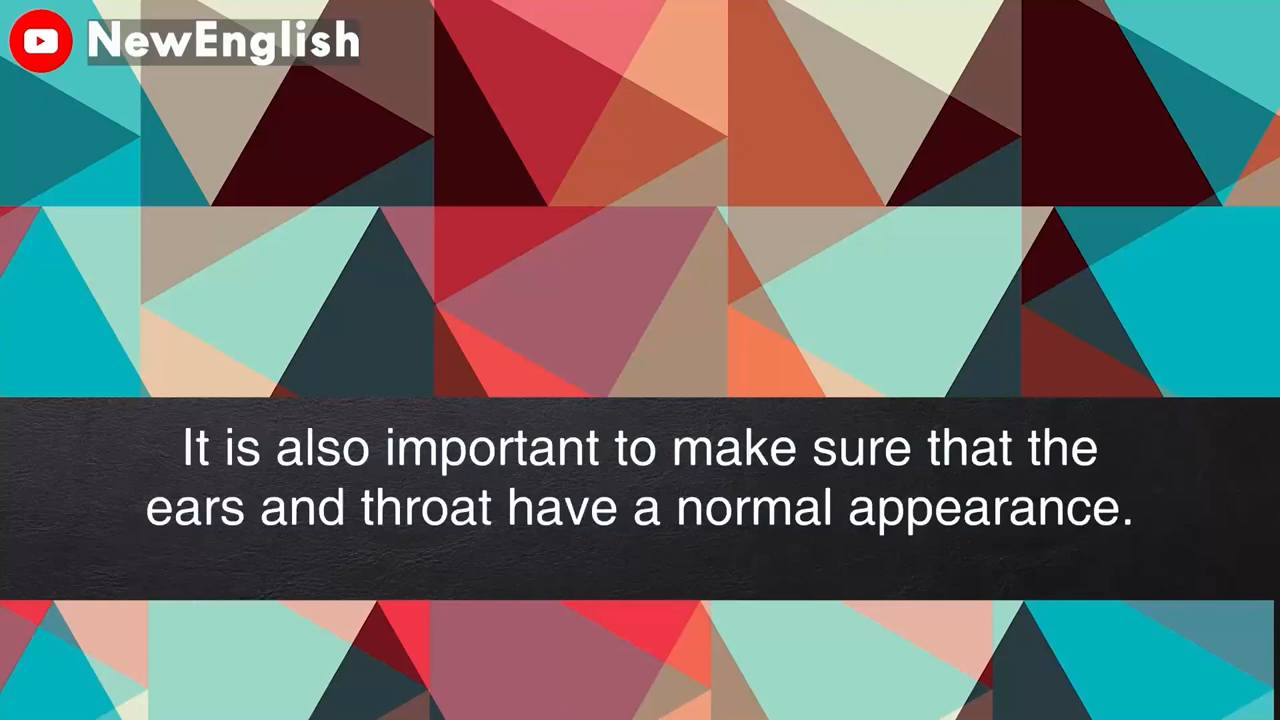 NewEnglish
It is also important to make sure that the
ears and throat have a normal appearance.